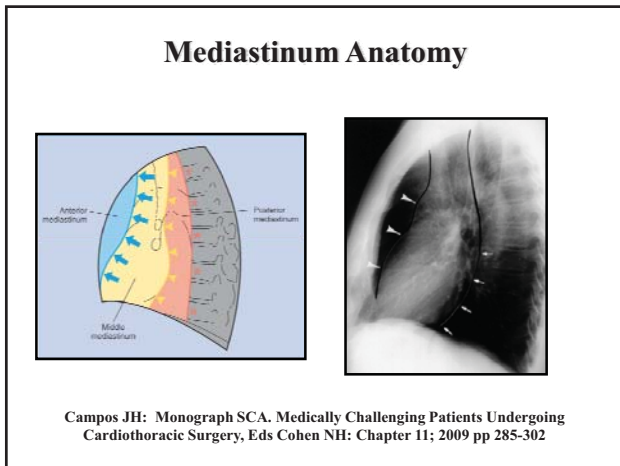 Mediastinum Anatomy
Anterior
mediastinum
Posterior
mediastinum
Middle
mediastinum
Campos JH: Monograph SCA. Medically Challenging Patients Undergoing
Cardiothoracic Surgery, Eds Cohen NH: Chapter 11; 2009 pp 285-302